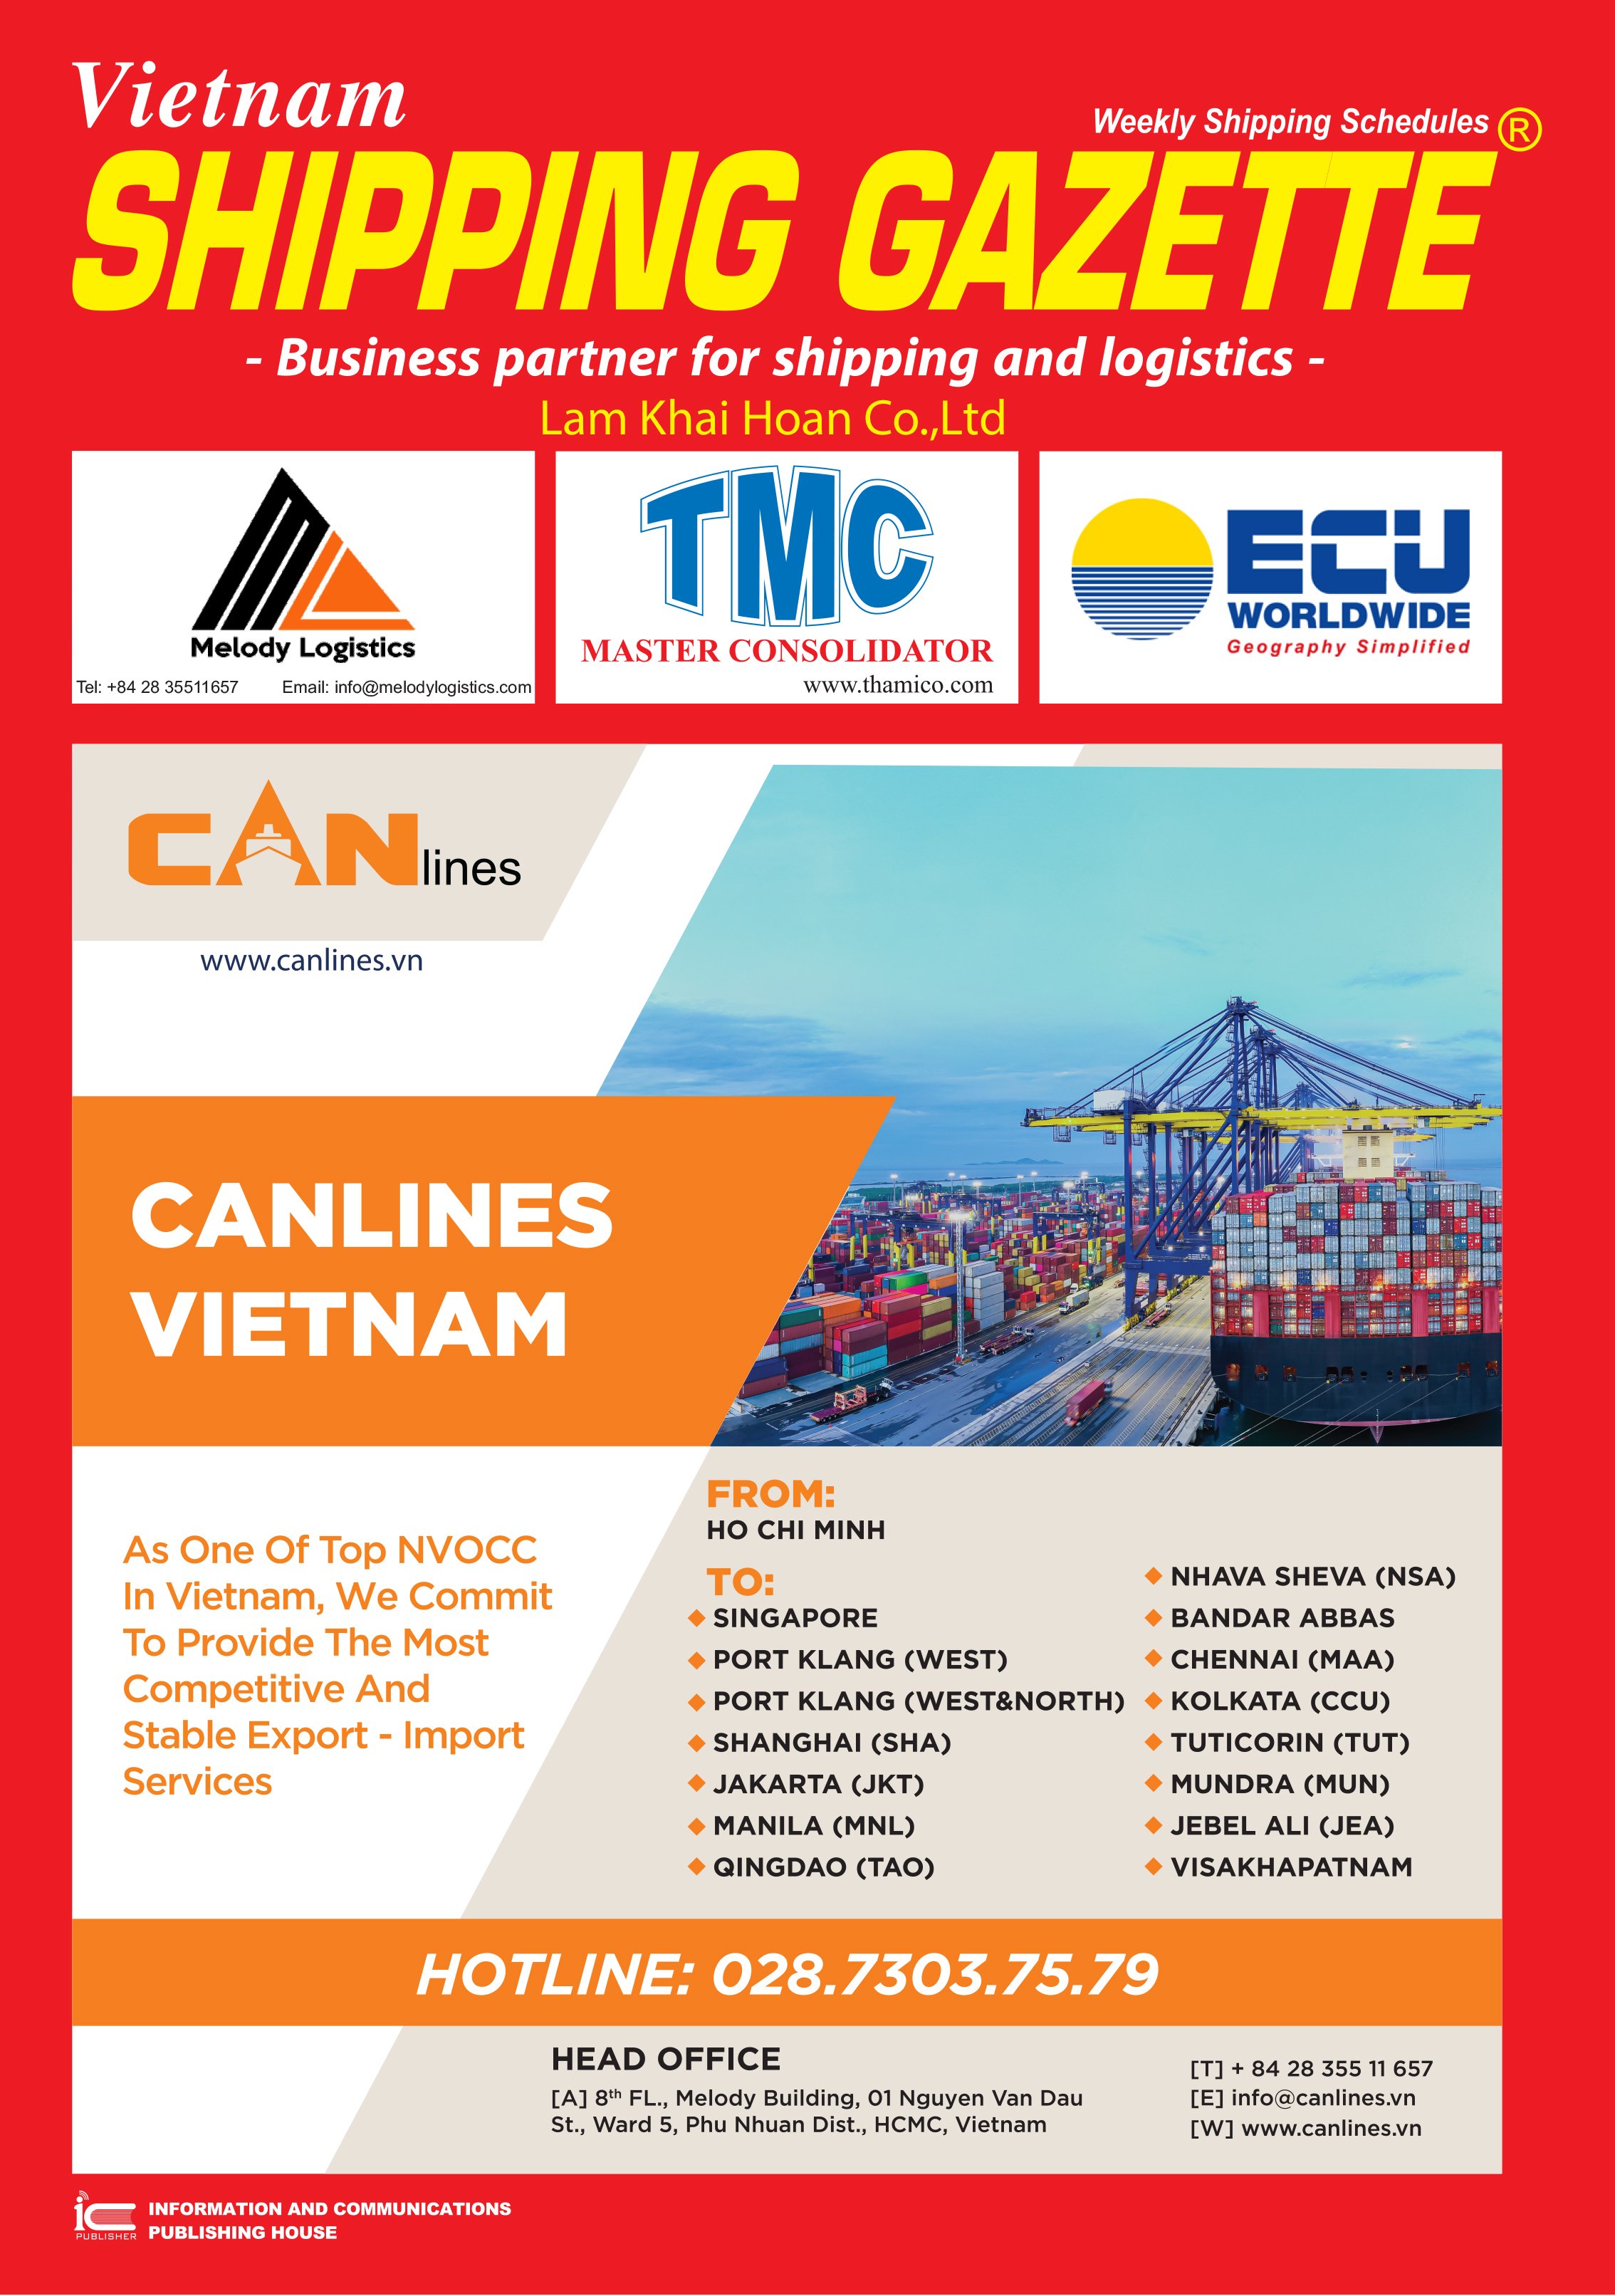 Vietnam
Weekly Shipping Schedules ®
SHIPPING GAZETTE
- Business partner for shipping and logistics -
Lam Khai Hoan Co.,Ltd
Melody Logistics
Tel: +84 28 35511657 Email: info@melodylogistics.com
TMC
MASTER CONSOLIDATOR
www.thamico.com
ECU
WORLDWIDE
Geography Simplified
CANlines
www.canlines.vn
CANLINES
VIETNAM
As One Of Top NVOCC
In Vietnam, We Commit
To Provide The Most
Competitive And
Stable Export - Import
Services
FROM:
HO CHI MINH
TO:
SINGAPORE
PORT KLANG (WEST)
PORT KLANG (WEST&NORTH)
SHANGHAI (SHA)
JAKARTA (JKT)
MANILA (MNL)
QINGDAO (TAO)
NHAVA SHEVA (NSA)
BANDAR ABBAS
CHENNAI (MAA)
KOLKATA (CCU)
TUTICORIN (TUT)
MUNDRA (MUN)
JEBEL ALI (JEA)
VISAKHAPATNAM
HOTLINE: 028.7303.75.79
HEAD OFFICE
[A] 8th FL., Melody Building, 01 Nguyen Van Dau
St., Ward 5, Phu Nhuan Dist., HCMC, Vietnam
[T] + 84 28 355 11 657
[E] info@canlines.vn
[W] www.canlines.vn
ic
PUBLISHER
INFORMATION AND COMMUNICATIONS
PUBLISHING HOUSE